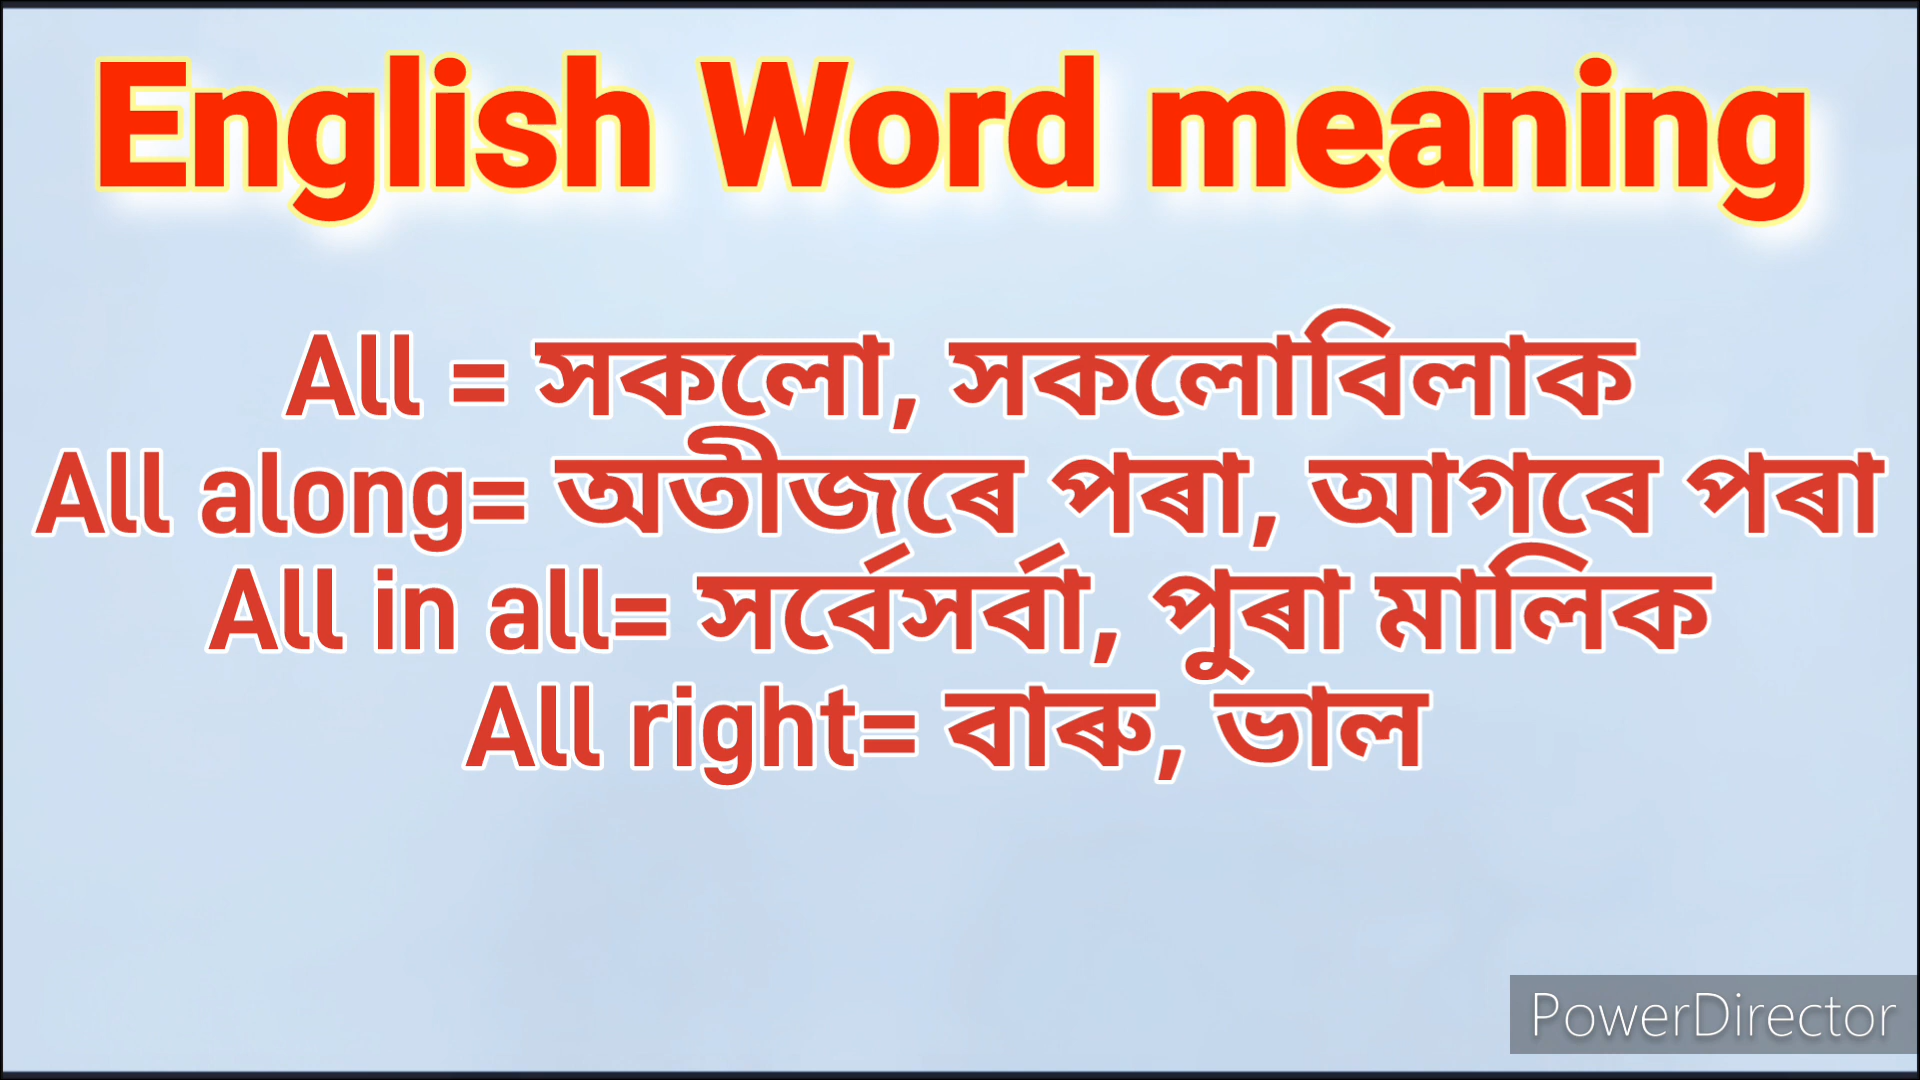 English Word meaning
All = সকলো, সকলোবিলাক
All along= অতীজৰে পৰা, আগৰে পৰা
All in all= সৰ্বেসৰ্বা, পুৰা মালিক
All right= বাৰু, ভাল
PowerDirector